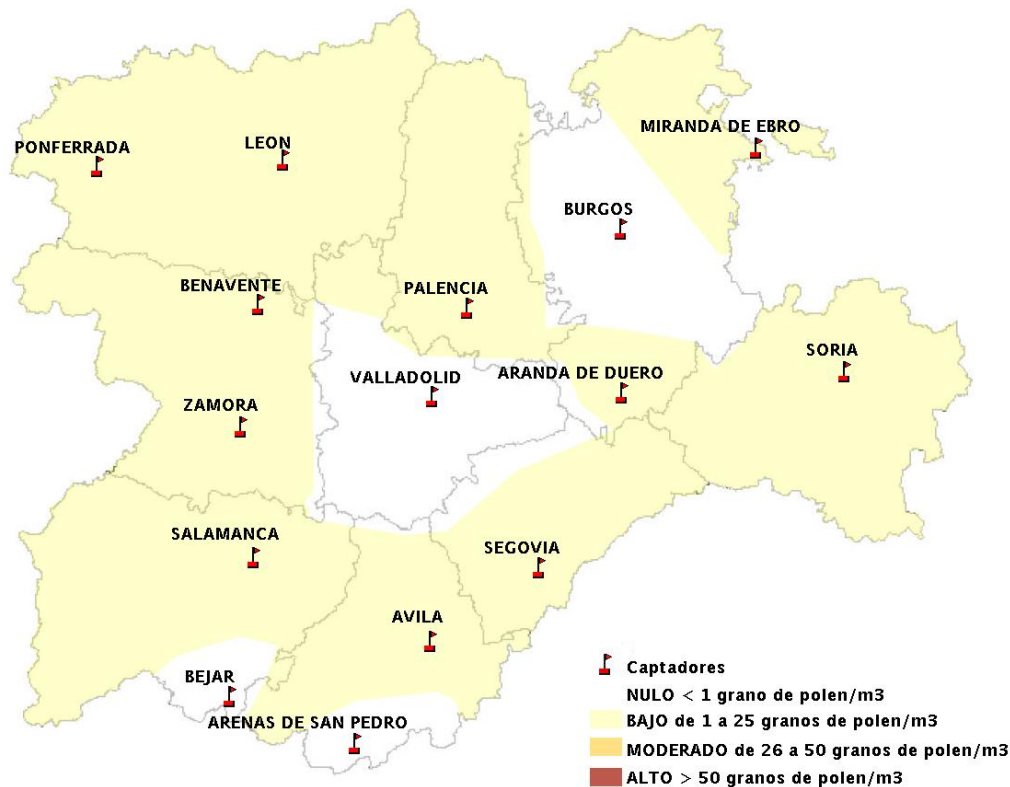 MIRANDA DE EBRO
PONFERRADA
LEON
BURGOS
BENAVENTE
PALENCIA
SORIA
VALLADOLID
ARANDA DE DUERO
ZAMORA
SALAMANCA
SEGOVIA
AVILA
BEJAR
ARENAS DE SAN PEDRO
Captadores
NULO < 1 grano de polen/m3
BAJO de 1 a 25 granos de polen/m3
MODERADO de 26 a 50 granos de polen/m3
ALTO > 50 granos de polen/m3